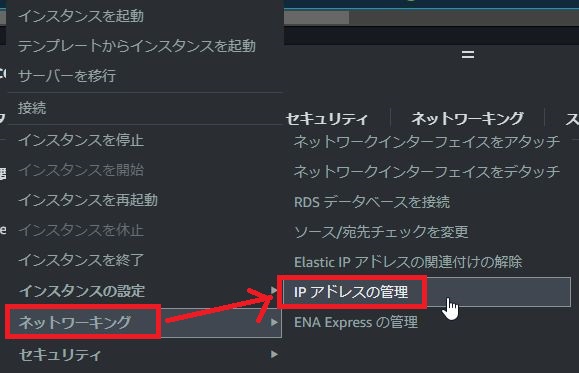 インスタンスを起動
テンプレートからインスタンスを起動
サーバーを移行
接続
インスタンスを停止
インスタンスを開始
インスタンスを再起動
インスタンスを休止
インスタンスを終了
インスタンスの設定
ネットワーキング
セキュリティ
セキュリティ
ネットワーキング
ネットワークインターフェイスをアタッチ
ネットワークインターフェイスをデタッチ
RDS データベースを接続
ソース/宛先チェックを変更
Elastic IP アドレスの関連付けの解除
IP アドレスの管理
ENA Express の管理